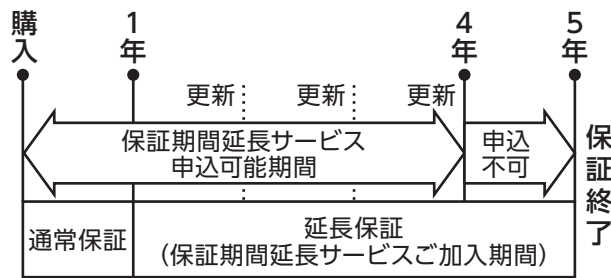 購入
1年
4年
5年
更新
更新
更新
保証期間延長サービス
申込可能期間
申込
不可
保証終了
通常保証
延長保証
（保証期間延長サービスご加入期間）